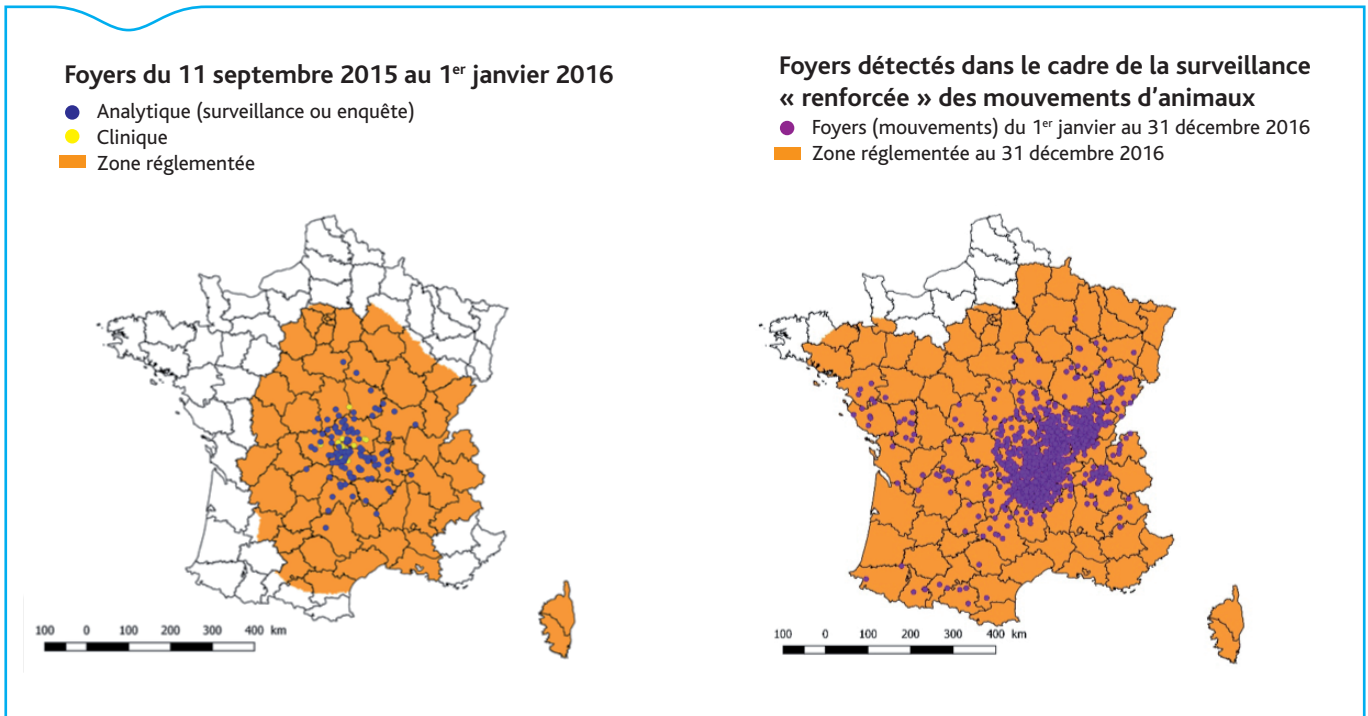 Foyers du 11 septembre 2015 au 1er janvier 2016
Analytique (surveillance ou enquête)
Clinique
Zone réglementée
100 0 100 200 300 400 km
Foyers détectés dans le cadre de la surveillance
« renforcée » des mouvements d'animaux
Foyers (mouvements) du 1er janvier au 31 décembre 2016
Zone réglementée au 31 décembre 2016
100 0 100 200 300 400 km